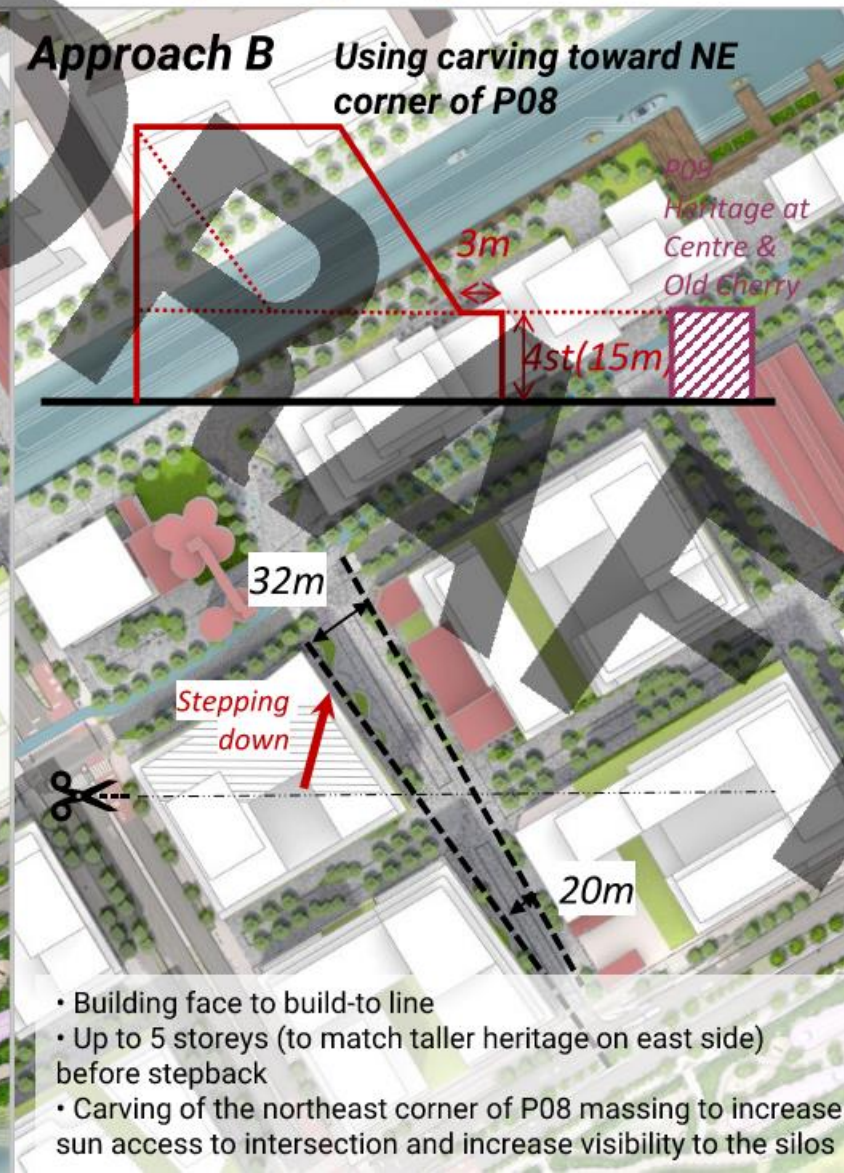 Approach B
Using carving toward NE
corner of P08
P09
Heritage at
Centre &
Old Cherry
3m
4st(15m)
32m
Stepping
down
20m
• Building face to build-to line
• Up to 5 storeys (to match taller heritage on east side)
before stepback
• Carving of the northeast corner of P08 massing to increase
sun access to intersection and increase visibility to the silos